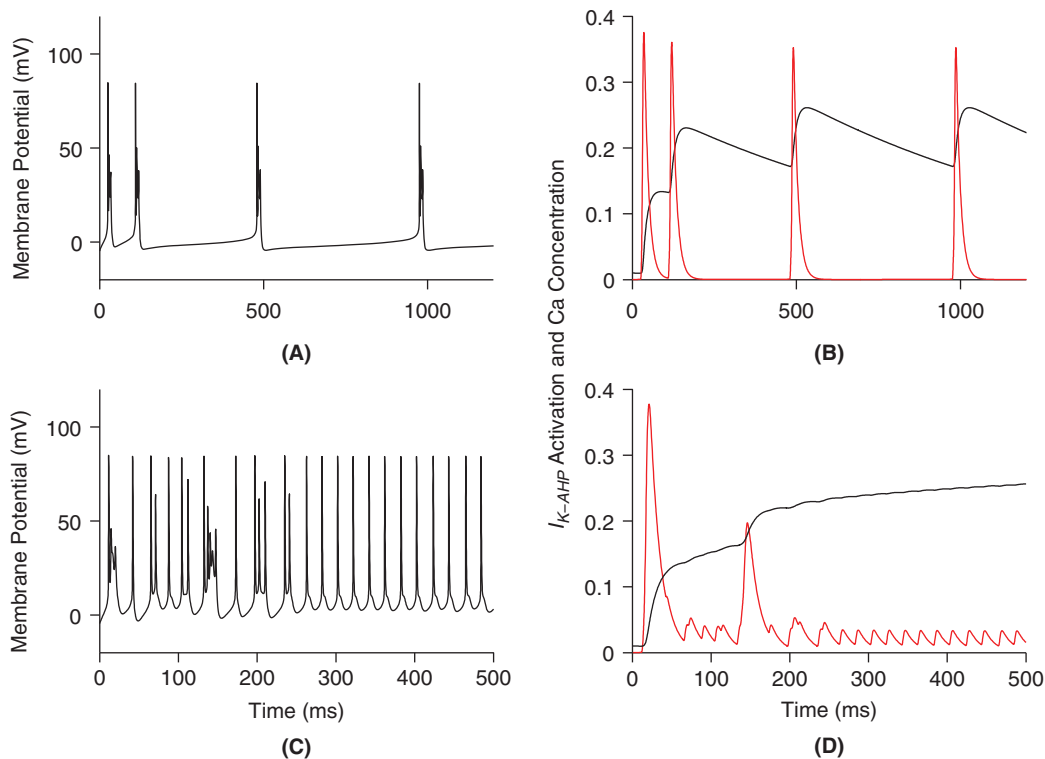 Membrane Potential (mV)
100
50
0
0 500 1000
(A)
I_K–AHP Activation and Ca Concentration
0.4
0.3
0.2
0.1
0
0 500 1000
(B)
Membrane Potential (mV)
100
50
0
0 100 200 300 400 500
Time (ms)
(C)
0.4
0.3
0.2
0.1
0
0 100 200 300 400 500
Time (ms)
(D)